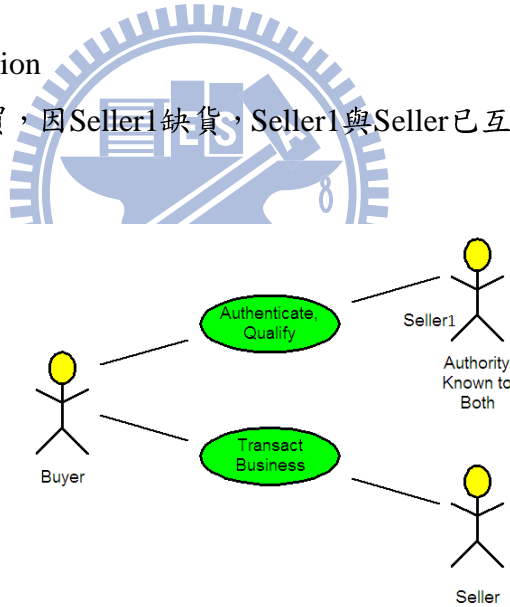 ion
買，因Seller1缺貨，Seller1與Seller已互
ES
8
Authenticate,
Qualify
Seller1
Authority
Known to
Both
Buyer
Transact
Business
Seller